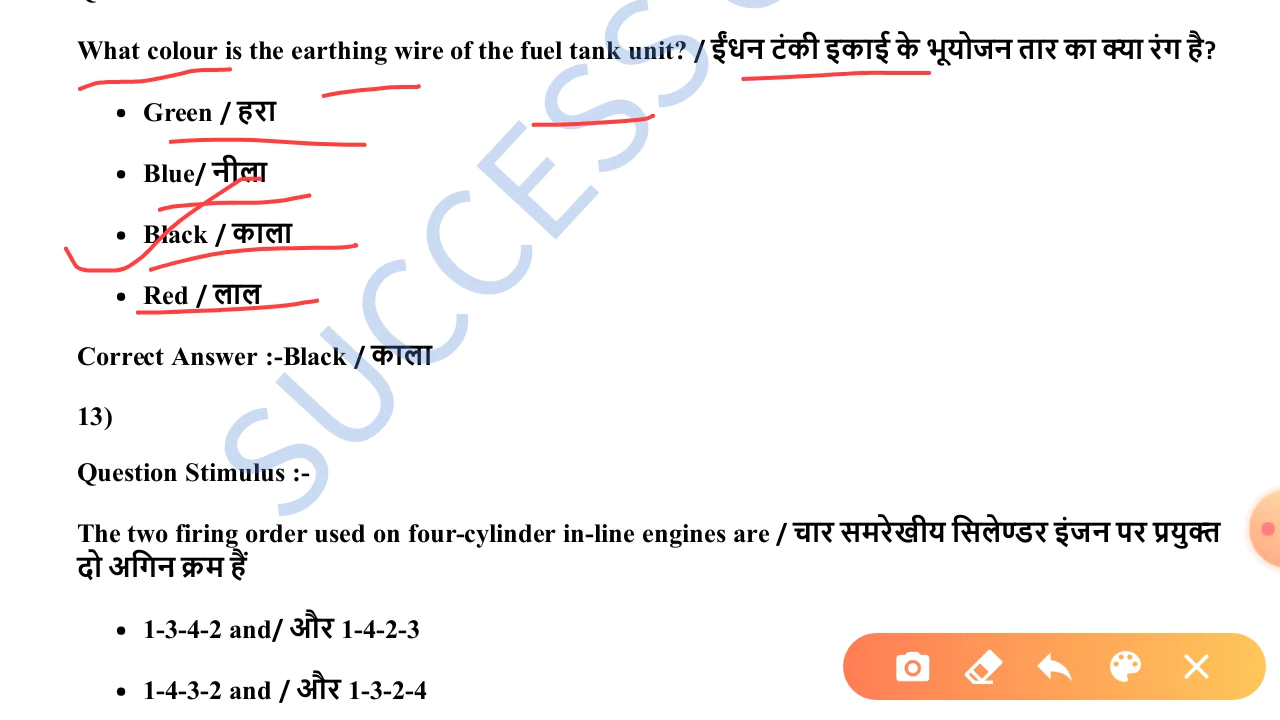 What colour is the earthing wire of the fuel tank unit? / ईंधन टंकी इकाई के भूयोजन तार का क्या रंग है?
• Green / हरा
• Blue/ नीला
• Black / काला
• Red / लाल
Correct Answer :-Black / काला
13)
Question Stimulus :-
The two firing order used on four-cylinder in-line engines are / चार समरेखीय सिलेण्डर इंजन पर प्रयुक्त
दो अगिन क्रम हैं
• 1-3-4-2 and/ और 1-4-2-3
• 1-4-3-2 and / और 1-3-2-4
SUCCESS